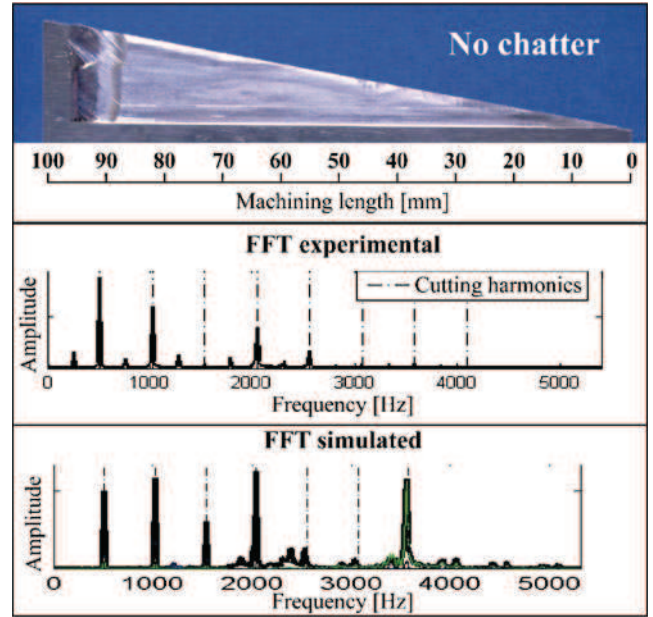 No chatter
100 90 80 70 60 50 40 30 20 10 0
Machining length [mm]
FFT experimental
Cutting harmonics
Amplitude
0 1000 2000 3000 4000 5000
Frequency [Hz]
FFT simulated
Amplitude
0 1000 2000 3000 4000 5000
Frequency [Hz]